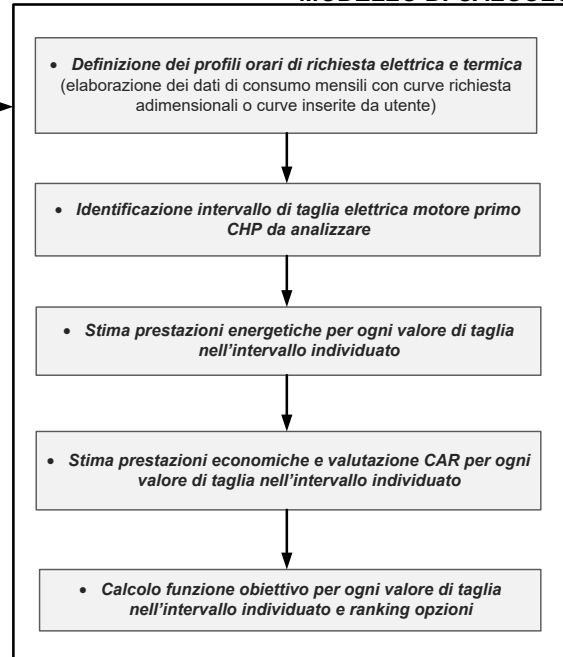 • Definizione dei profili orari di richiesta elettrica e termica
(elaborazione dei dati di consumo mensili con curve richiesta
adimensionali o curve inserite da utente)
• Identificazione intervallo di taglia elettrica motore primo
CHP da analizzare
• Stima prestazioni energetiche per ogni valore di taglia
nell'intervallo individuato
• Stima prestazioni economiche e valutazione CAR per ogni
valore di taglia nell'intervallo individuato
• Calcolo funzione obiettivo per ogni valore di taglia
nell'intervallo individuato e ranking opzioni